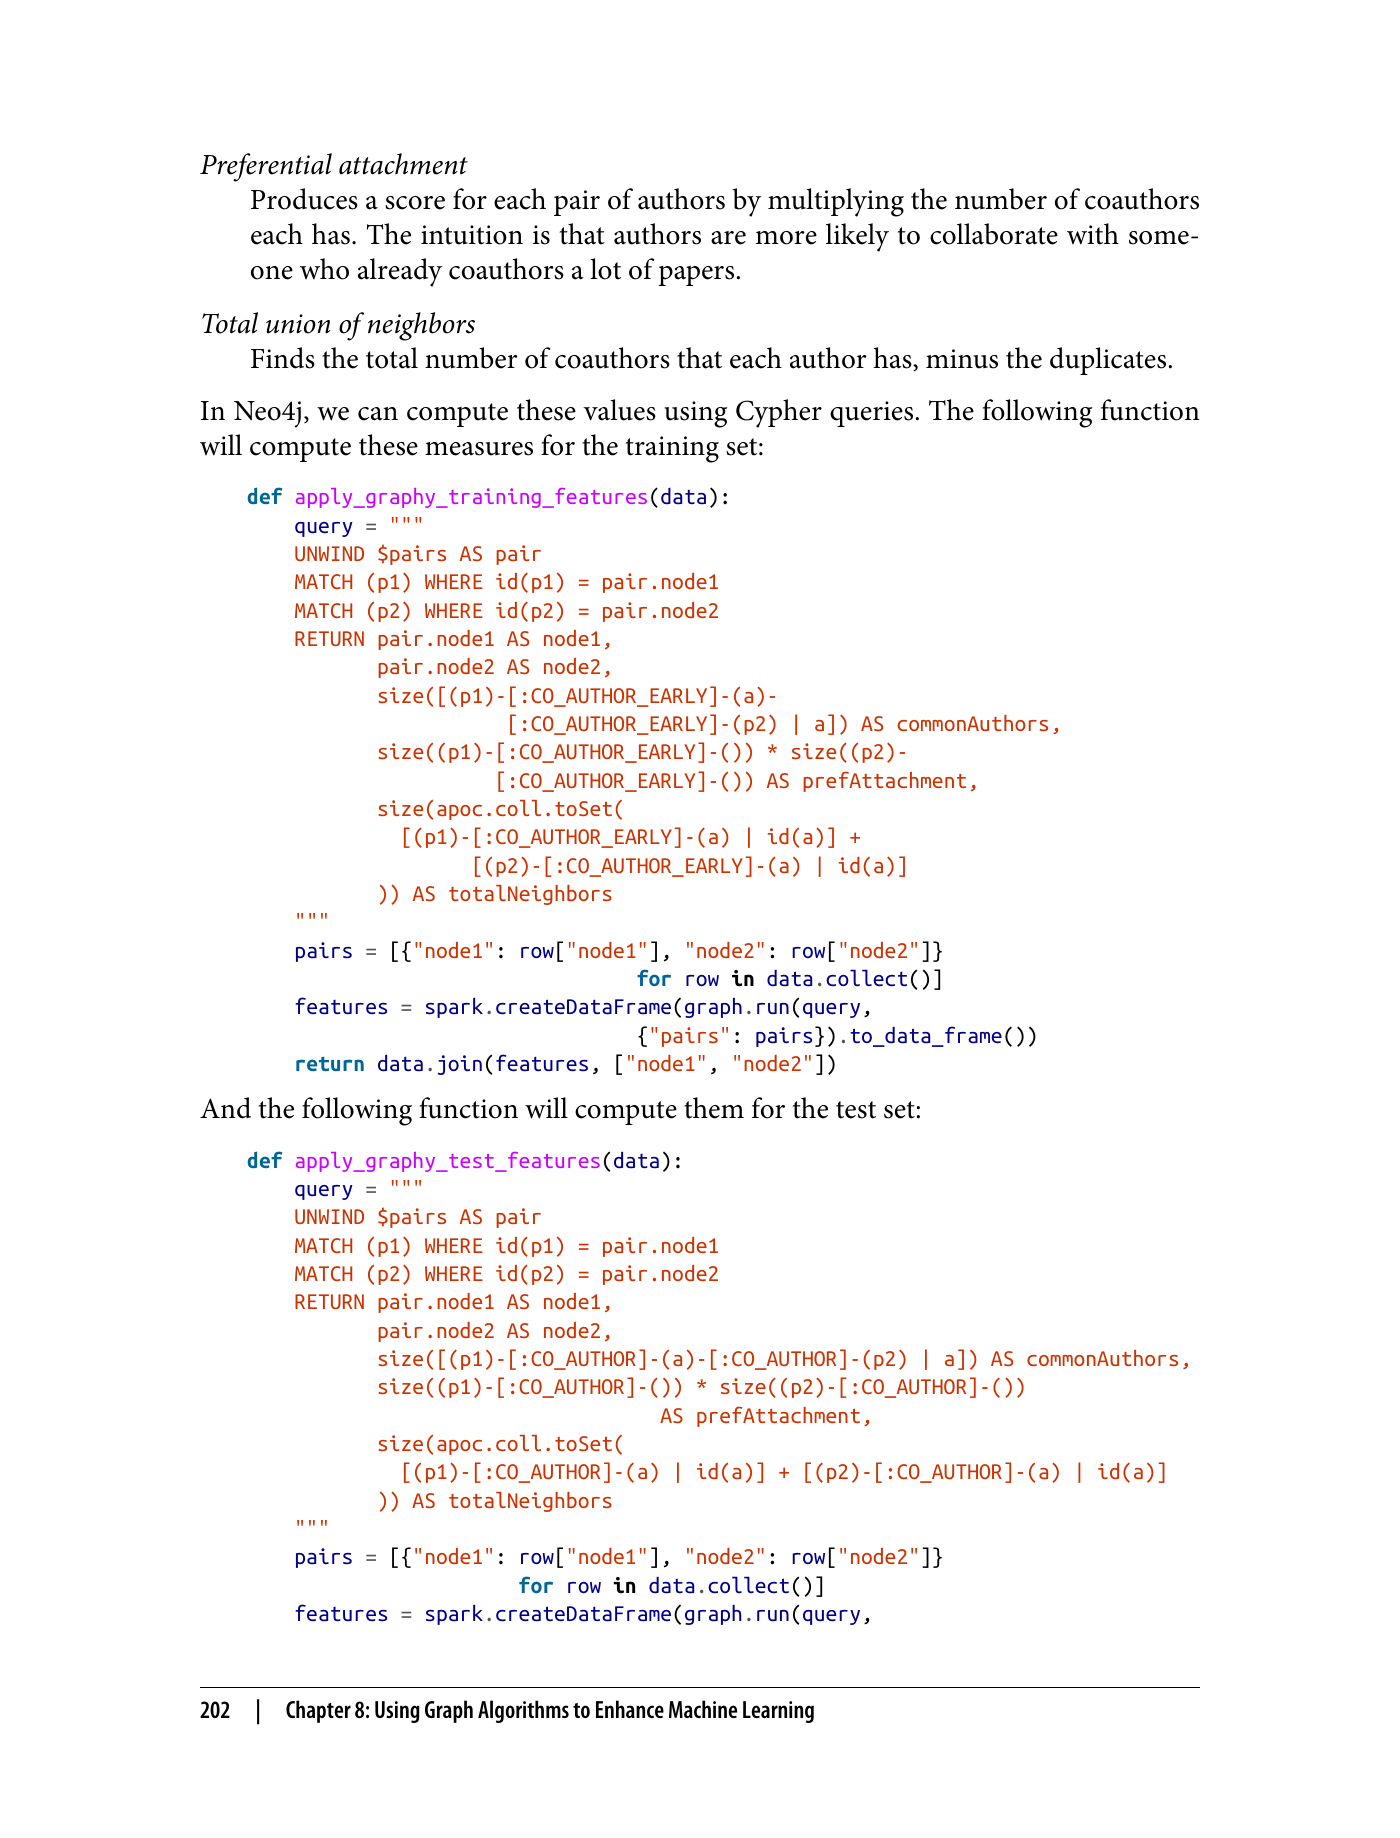 Preferential attachment
Produces a score for each pair of authors by multiplying the number of coauthors
each has. The intuition is that authors are more likely to collaborate with some-
one who already coauthors a lot of papers.
Total union of neighbors
Finds the total number of coauthors that each author has, minus the duplicates.
In Neo4j, we can compute these values using Cypher queries. The following function
will compute these measures for the training set:
def apply_graphy_training_features(data):
    query = """
    UNWIND $pairs AS pair
    MATCH (p1) WHERE id(p1) = pair.node1
    MATCH (p2) WHERE id(p2) = pair.node2
    RETURN pair.node1 AS node1,
           pair.node2 AS node2,
           size([(p1)-[:CO_AUTHOR_EARLY]-(a)-
                      [:CO_AUTHOR_EARLY]-(p2) | a]) AS commonAuthors,
           size((p1)-[:CO_AUTHOR_EARLY]-()) * size((p2)-
                     [:CO_AUTHOR_EARLY]-()) AS prefAttachment,
           size(apoc.coll.toSet(
             [(p1)-[:CO_AUTHOR_EARLY]-(a) | id(a)] +
                   [(p2)-[:CO_AUTHOR_EARLY]-(a) | id(a)]
           )) AS totalNeighbors
    """
    pairs = [{"node1": row["node1"], "node2": row["node2"]}
                                 for row in data.collect()]
    features = spark.createDataFrame(graph.run(query,
                                 {"pairs": pairs}).to_data_frame())
    return data.join(features, ["node1", "node2"])
And the following function will compute them for the test set:
def apply_graphy_test_features(data):
    query = """
    UNWIND $pairs AS pair
    MATCH (p1) WHERE id(p1) = pair.node1
    MATCH (p2) WHERE id(p2) = pair.node2
    RETURN pair.node1 AS node1,
           pair.node2 AS node2,
           size([(p1)-[:CO_AUTHOR]-(a)-[:CO_AUTHOR]-(p2) | a]) AS commonAuthors,
           size((p1)-[:CO_AUTHOR]-()) * size((p2)-[:CO_AUTHOR]-())
                                   AS prefAttachment,
           size(apoc.coll.toSet(
             [(p1)-[:CO_AUTHOR]-(a) | id(a)] + [(p2)-[:CO_AUTHOR]-(a) | id(a)]
           )) AS totalNeighbors
    """
    pairs = [{"node1": row["node1"], "node2": row["node2"]}
                       for row in data.collect()]
    features = spark.createDataFrame(graph.run(query,
202 | Chapter 8: Using Graph Algorithms to Enhance Machine Learning